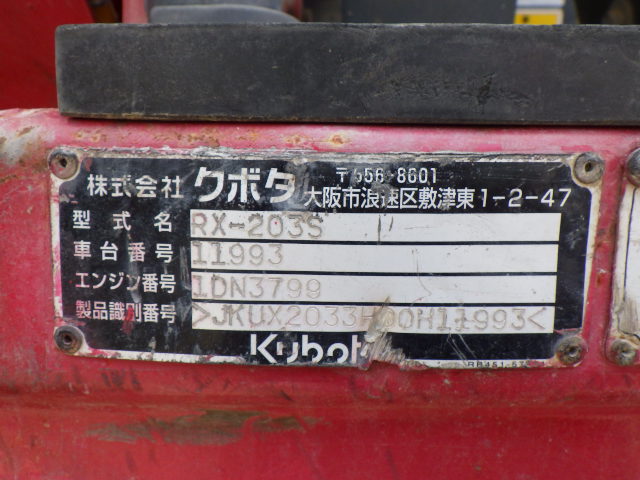 株式会社 クボタ 〒556-8601
大阪市浪速区敷津東1-2-47
型式名 RX-203S
車台番号 11993
エンジン番号 1DN3799
製品識別番号 >JKUX2033H00H11993<
Kubota